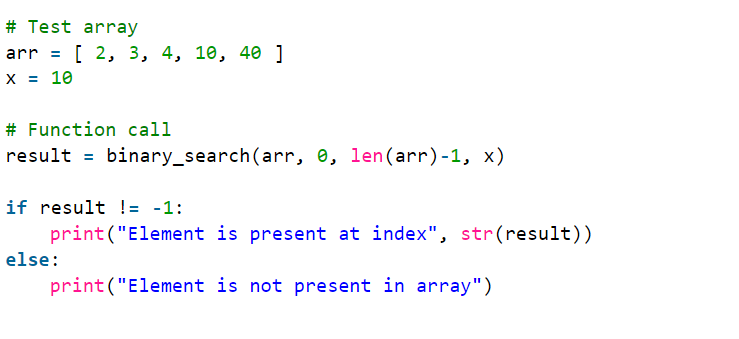 # Test array
arr = [ 2, 3, 4, 10, 40 ]
x = 10
# Function call
result = binary_search(arr, 0, len(arr)-1, x)
if result != -1:
    print("Element is present at index", str(result))
else:
    print("Element is not present in array")